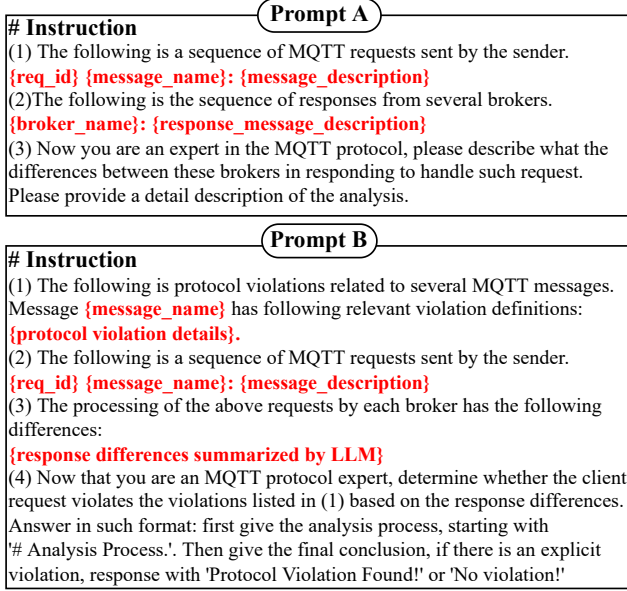 Prompt A
# Instruction
(1) The following is a sequence of MQTT requests sent by the sender.
{req_id} {message_name}: {message_description}
(2)The following is the sequence of responses from several brokers.
{broker_name}: {response_message_description}
(3) Now you are an expert in the MQTT protocol, please describe what the
differences between these brokers in responding to handle such request.
Please provide a detail description of the analysis.
Prompt B
# Instruction
(1) The following is protocol violations related to several MQTT messages.
Message {message_name} has following relevant violation definitions:
{protocol violation details}.
(2) The following is a sequence of MQTT requests sent by the sender.
{req_id} {message_name}: {message_description}
(3) The processing of the above requests by each broker has the following
differences:
{response differences summarized by LLM}
(4) Now that you are an MQTT protocol expert, determine whether the client
request violates the violations listed in (1) based on the response differences.
Answer in such format: first give the analysis process, starting with
'# Analysis Process.'. Then give the final conclusion, if there is an explicit
violation, response with 'Protocol Violation Found!' or 'No violation!'